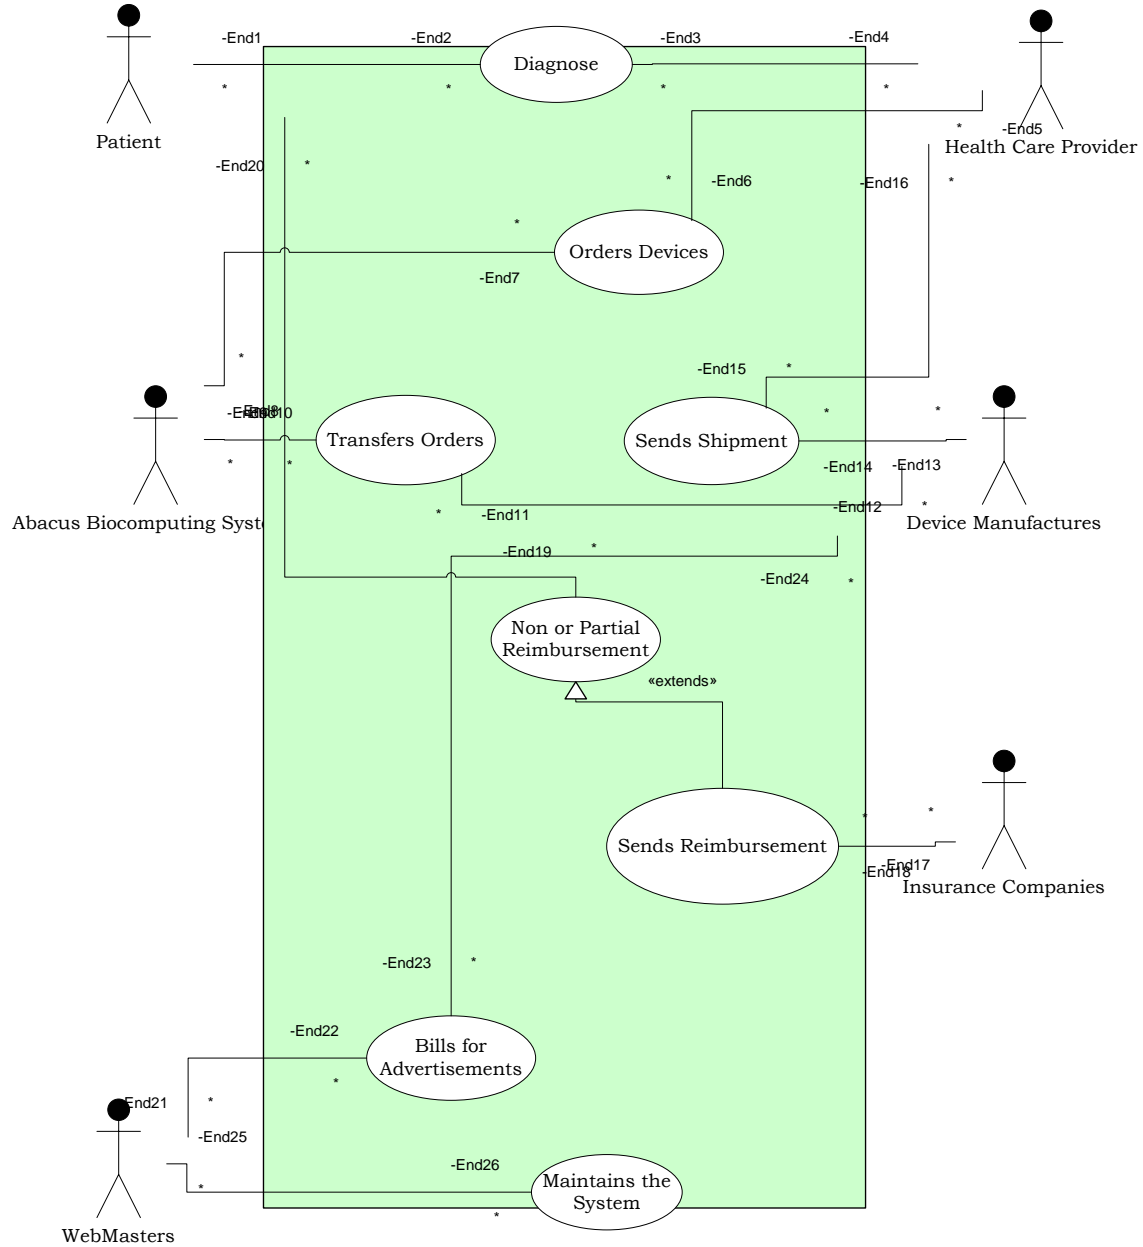 -End1
-End2
-End3
-End4
Diagnose
*
*
*
*
Patient
*
-End5
Health Care Provider
-End20
*
*
-End6
-End16
*
*
Orders Devices
-End7
*
-End15
*
*
*
-End8
-End10
Transfers Orders
Sends Shipment
*
*
-End14
-End13
*
-End11
-End12
*
Abacus Biocomputing Syst
Device Manufactures
-End19
*
-End24
*
Non or Partial
Reimbursement
«extends»
*
*
Sends Reimbursement
-End17
-End18
Insurance Companies
-End23
*
-End22
Bills for
Advertisements
*
End21
*
-End25
-End26
Maintains the
System
*
*
WebMasters